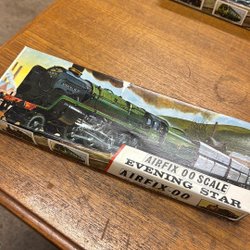 AIRFIX OO SCALE
EVENING STAR
AIRFIX OO